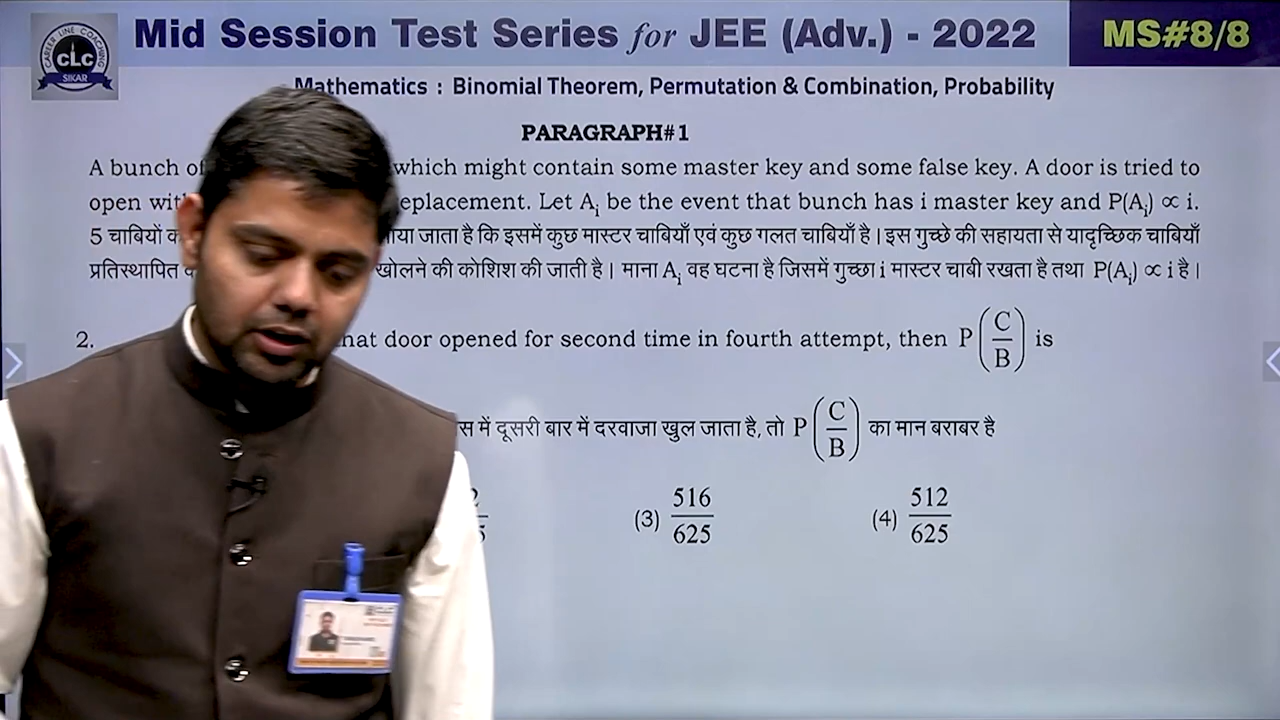 CAREER LINE COACHING
CLC
SIKAR
Mid Session Test Series for JEE (Adv.) - 2022
MS#8/8
Mathematics : Binomial Theorem, Permutation & Combination, Probability
PARAGRAPH#1
A bunch of which might contain some master key and some false key. A door is tried to
open eplacement. Let Ai be the event that bunch has i master key and P(Ai) ∝ i.
5 चाबियों जाता है कि इसमें कुछ मास्टर चाबियाँ एवं कुछ गलत चाबियाँ है। इस गुच्छे की सहायता से यादृच्छिक चाबियाँ
प्रतिस्थापित खोलने की कोशिश की जाती है। माना Ai वह घटना है जिसमें गुच्छा i मास्टर चाबी रखता है तथा P(Ai) ∝ i है।
2. hat door opened for second time in fourth attempt, then P(C/B) is
में दूसरी बार में दरवाजा खुल जाता है, तो P(C/B) का मान बराबर है
(3) 516/625 (4) 512/625